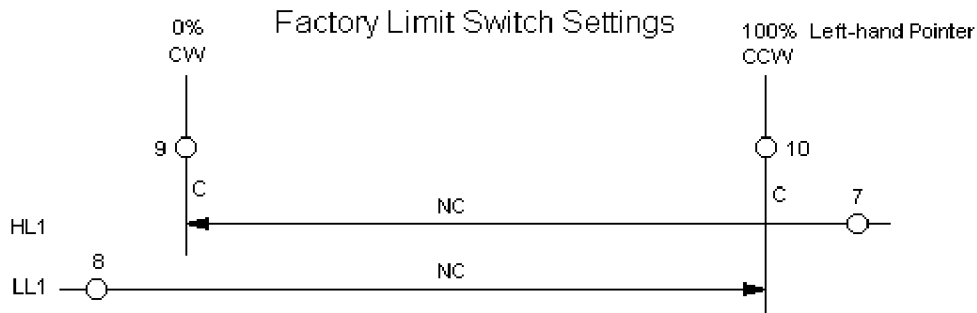 Factory Limit Switch Settings
0%
CW
100% Left-hand Pointer
CCW
9
10
C
C
7
NC
HL1
8
NC
LL1